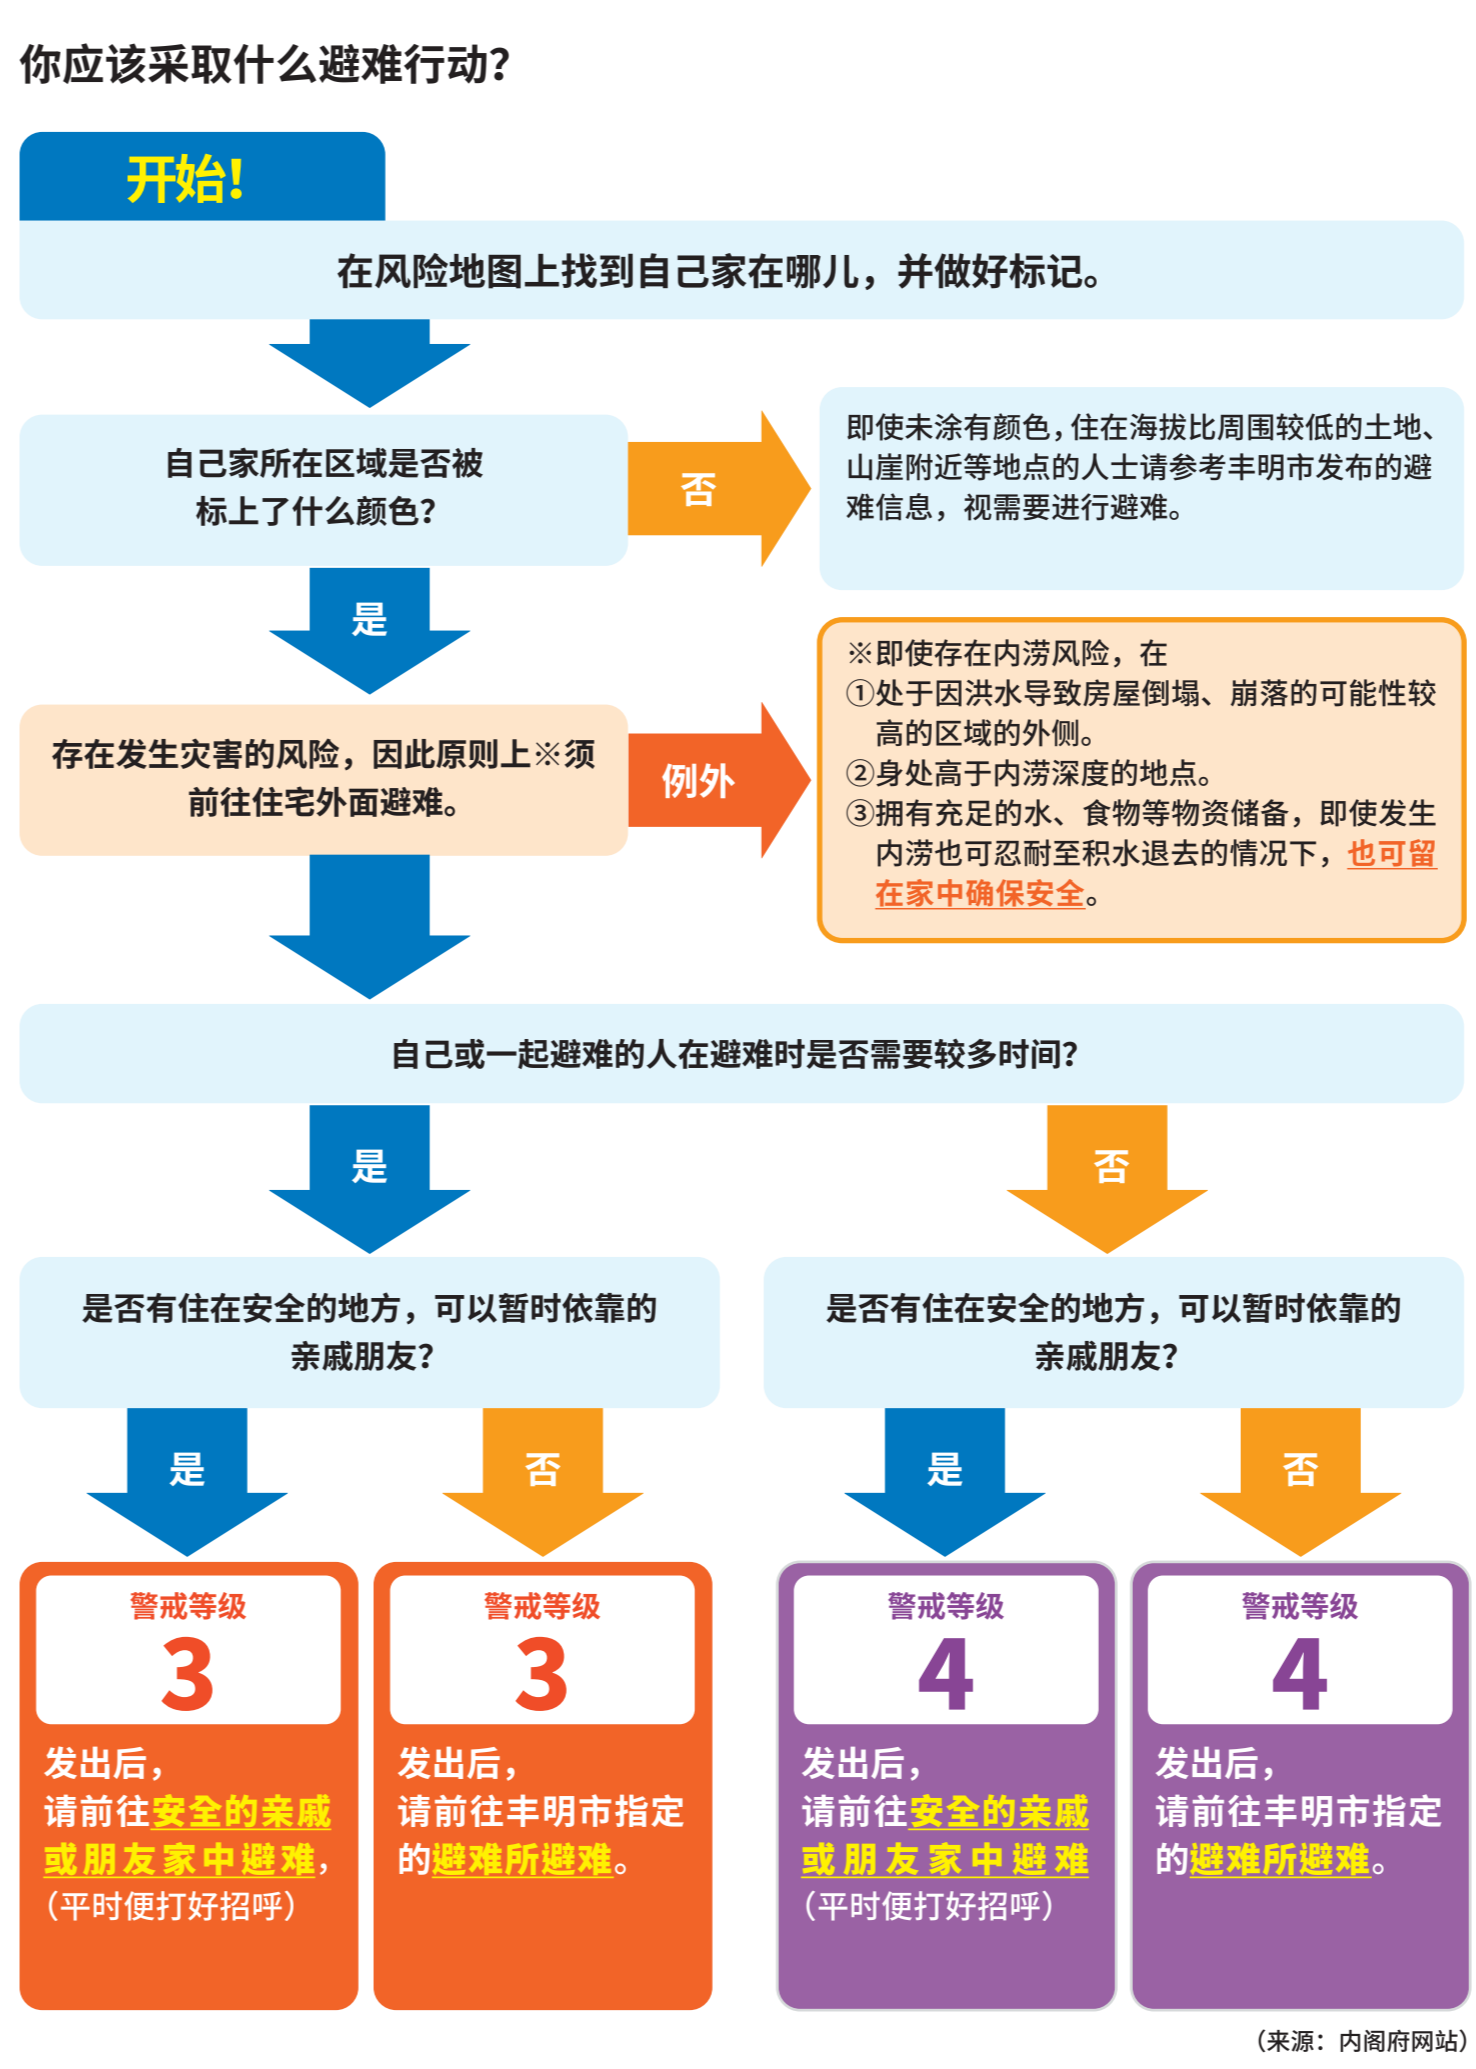 你应该采取什么避难行动？
开始！
在风险地图上找到自己家在哪儿，并做好标记。
自己家所在区域是否被
标上了什么颜色？
否
即使未涂有颜色，住在海拔比周围较低的土地、
山崖附近等地点的人士请参考丰明市发布的避
难信息，视需要进行避难。
是
存在发生灾害的风险，因此原则上※须
前往住宅外面避难。
例外
※即使存在内涝风险，在
①处于因洪水导致房屋倒塌、崩落的可能性较
高的区域的外侧。
②身处高于内涝深度的地点。
③拥有充足的水、食物等物资储备，即使发生
内涝也可忍耐至积水退去的情况下，也可留
在家中确保安全。
自己或一起避难的人在避难时是否需要较多时间？
是
否
是否有住在安全的地方，可以暂时依靠的
亲戚朋友？
是否有住在安全的地方，可以暂时依靠的
亲戚朋友？
是
否
是
否
警戒等级
3
发出后，
请前往安全的亲戚
或朋友家中避难，
（平时便打好招呼）
警戒等级
3
发出后，
请前往丰明市指定
的避难所避难。
警戒等级
4
发出后，
请前往安全的亲戚
或朋友家中避难
（平时便打好招呼）
警戒等级
4
发出后，
请前往丰明市指定
的避难所避难。
（来源：内阁府网站）